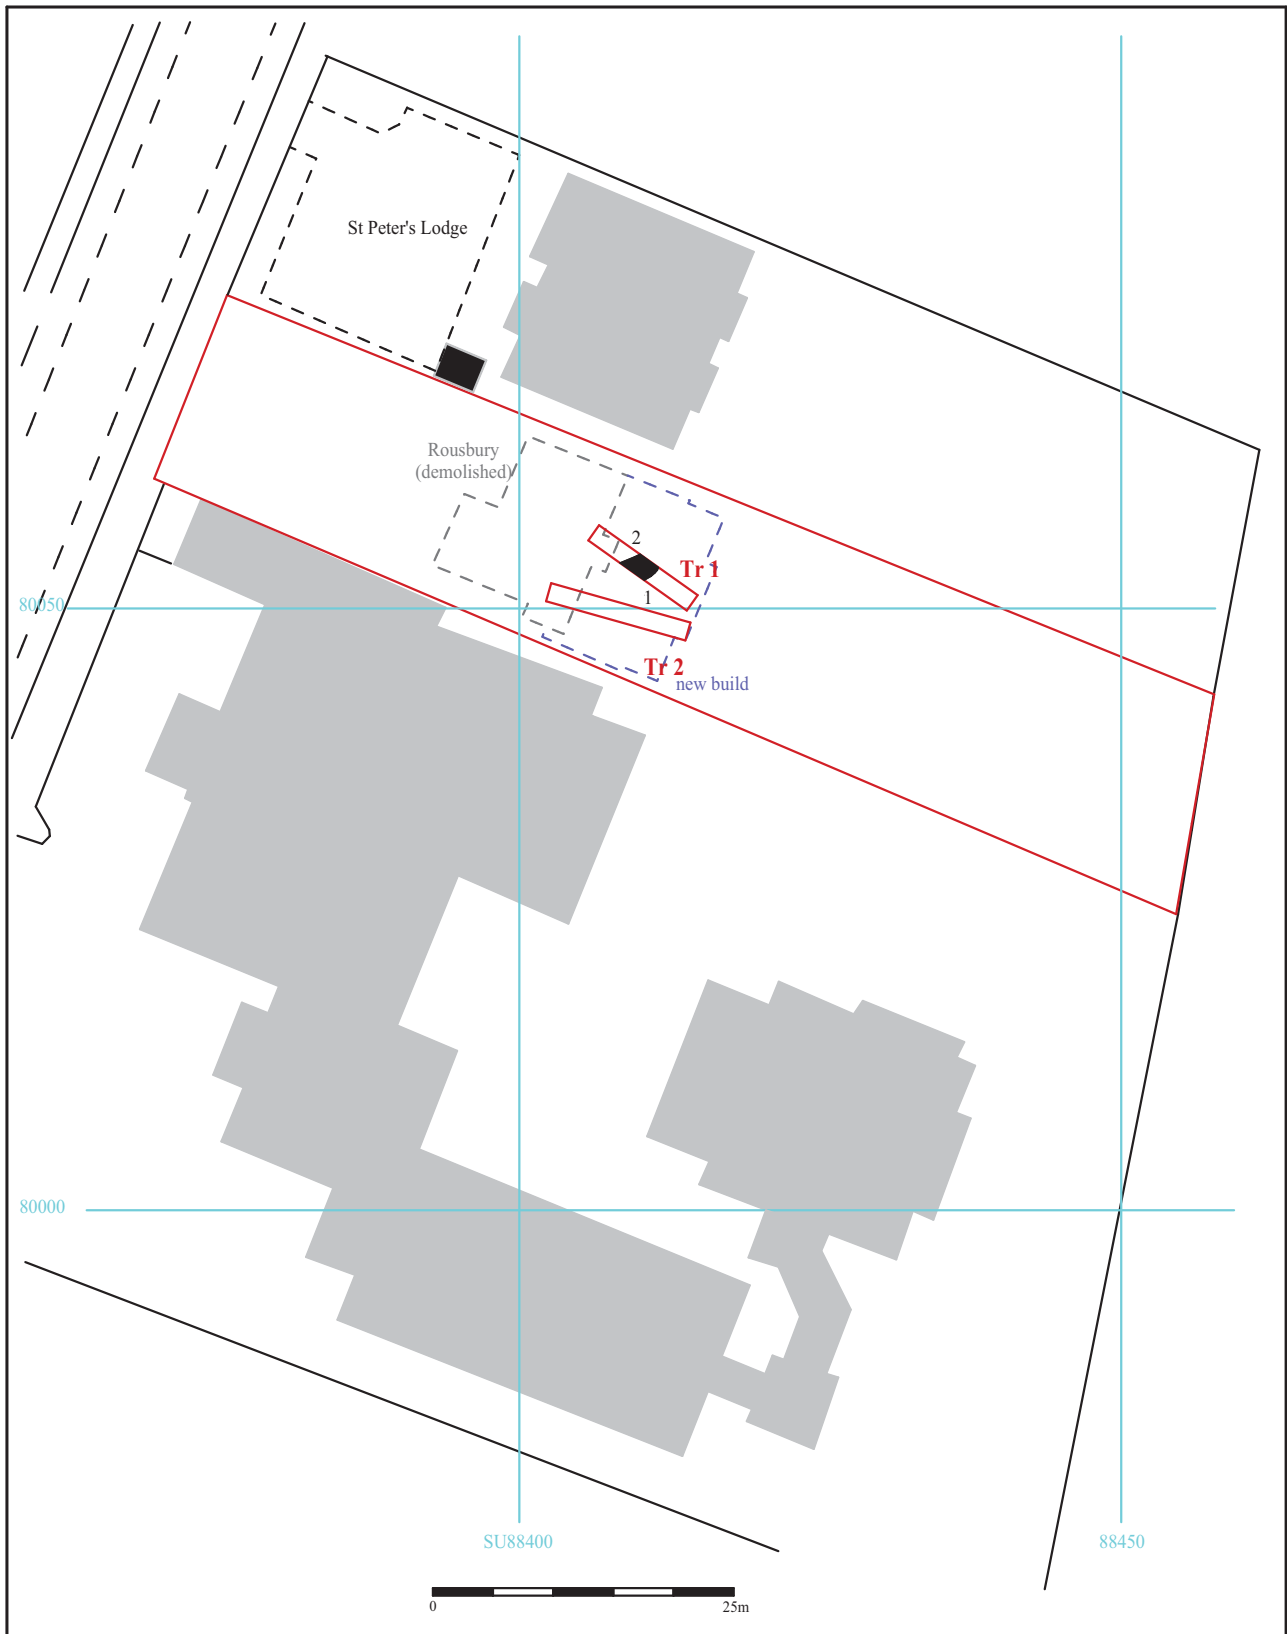 St Peter's Lodge
Rousbury
(demolished)
2
Tr 1
1
80050
Tr 2
new build
80000
SU88400
88450
0
25m